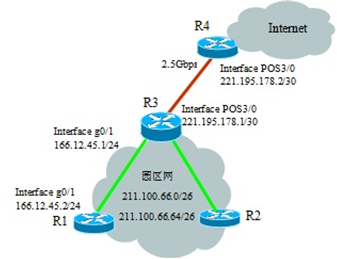 R4
Internet
2.5Gbps
Interface POS3/0
221.195.178.2/30
R3
Interface POS3/0
221.195.178.1/30
Interface g0/1
166.12.45.1/24
园区网
211.100.66.0/26
211.100.66.64/26
Interface g0/1
166.12.45.2/24
R1
R2